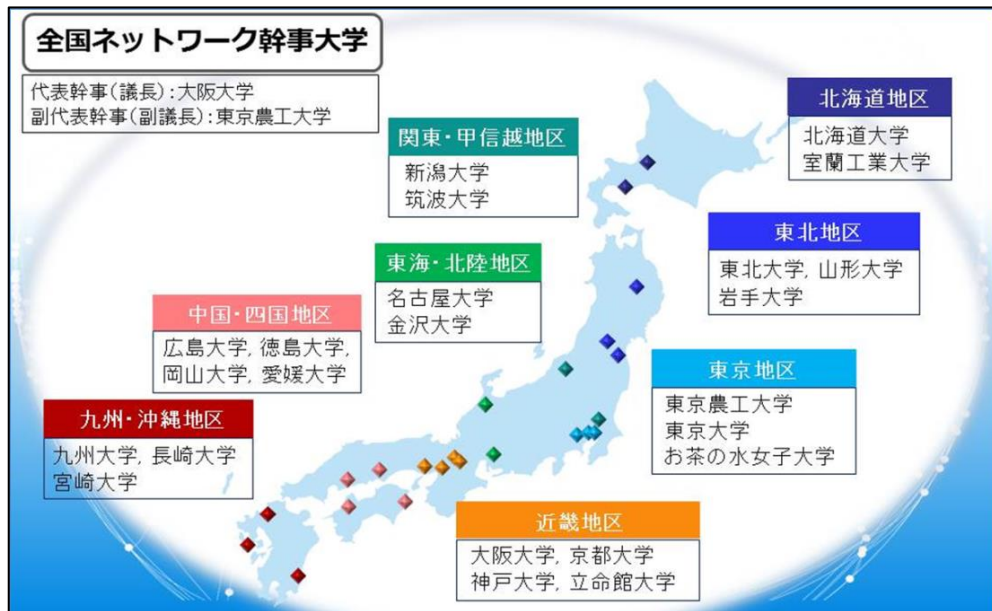 全国ネットワーク幹事大学
代表幹事(議長):大阪大学
副代表幹事(副議長):東京農工大学
北海道地区
北海道大学
室蘭工業大学
関東・甲信越地区
新潟大学
筑波大学
東北地区
東北大学, 山形大学
岩手大学
東海・北陸地区
名古屋大学
金沢大学
中国・四国地区
広島大学, 徳島大学,
岡山大学, 愛媛大学
東京地区
東京農工大学
東京大学
お茶の水女子大学
九州・沖縄地区
九州大学, 長崎大学
宮崎大学
近畿地区
大阪大学, 京都大学
神戸大学, 立命館大学